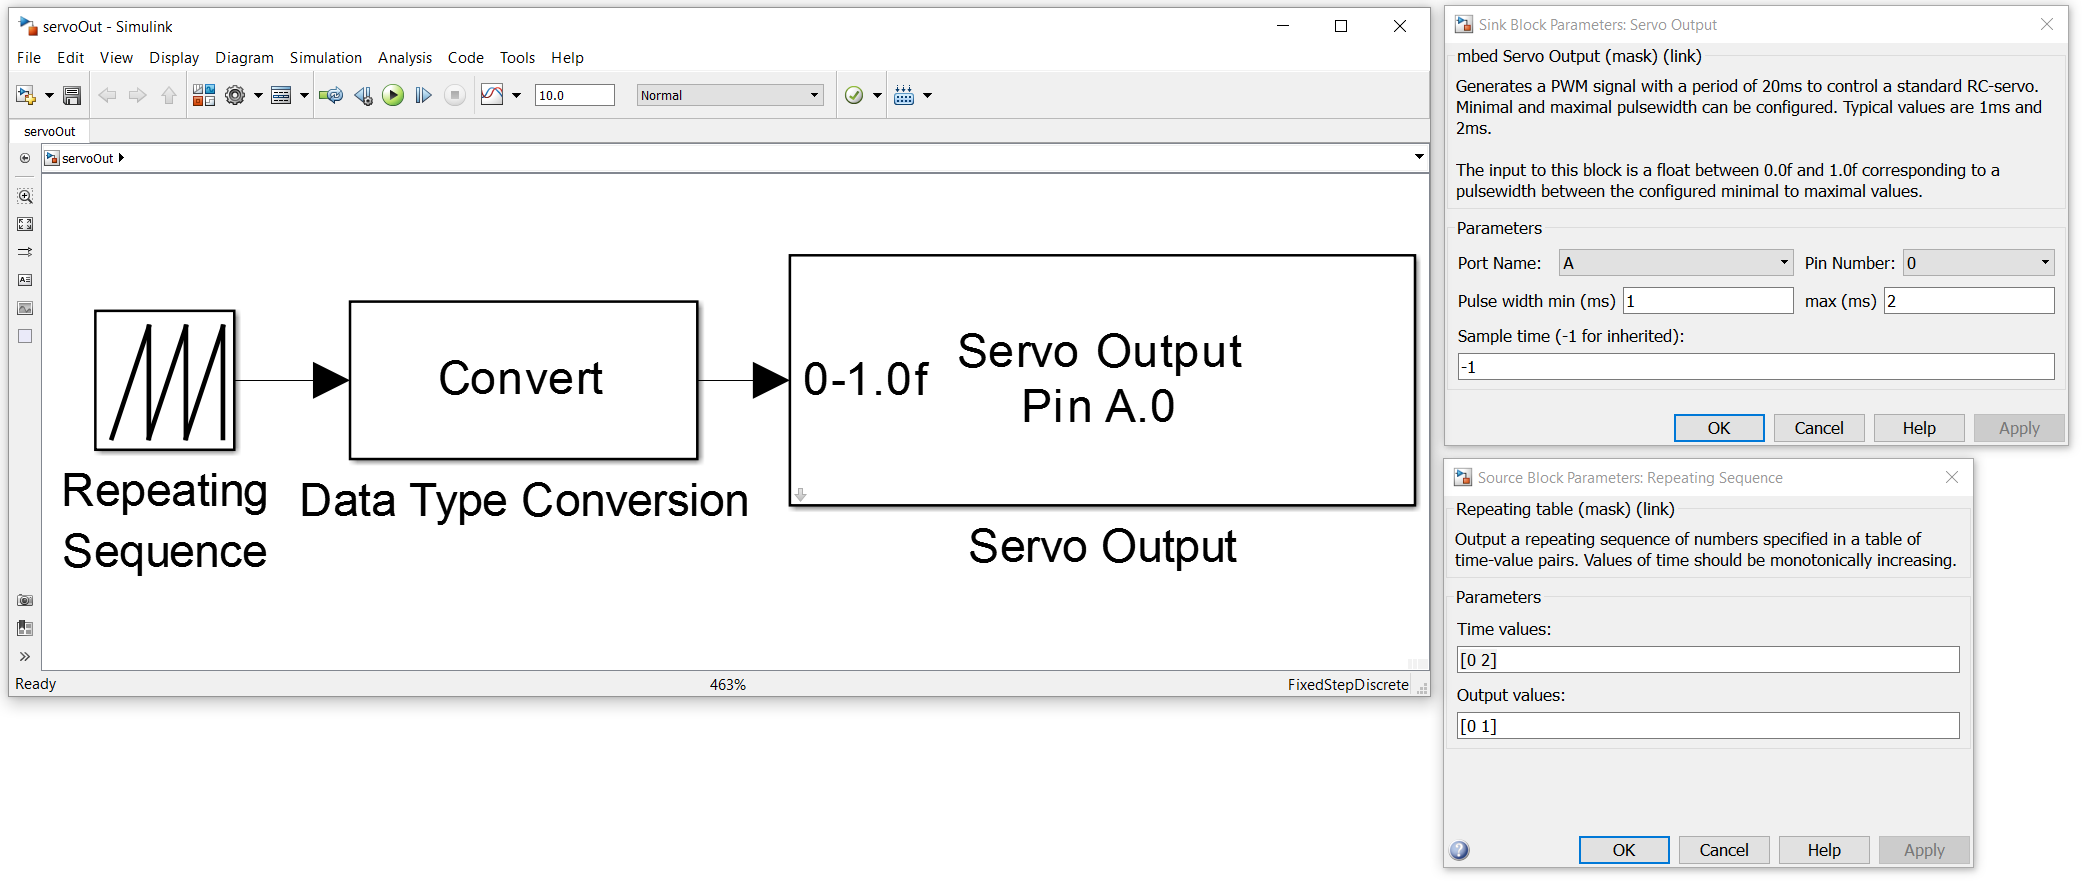 servoOut - Simulink
File Edit View Display Diagram Simulation Analysis Code Tools Help
10.0 Normal
servoOut
servoOut
Convert
0-1.0f
Servo Output
Pin A.0
Repeating
Sequence
Data Type Conversion
Servo Output
Ready 463% FixedStepDiscrete
Sink Block Parameters: Servo Output
mbed Servo Output (mask) (link)
Generates a PWM signal with a period of 20ms to control a standard RC-servo.
Minimal and maximal pulsewidth can be configured. Typical values are 1ms and
2ms.
The input to this block is a float between 0.0f and 1.0f corresponding to a
pulsewidth between the configured minimal to maximal values.
Parameters
Port Name: A Pin Number: 0
Pulse width min (ms) 1 max (ms) 2
Sample time (-1 for inherited):
-1
OK Cancel Help Apply
Source Block Parameters: Repeating Sequence
Repeating table (mask) (link)
Output a repeating sequence of numbers specified in a table of
time-value pairs. Values of time should be monotonically increasing.
Parameters
Time values:
[0 2]
Output values:
[0 1]
OK Cancel Help Apply